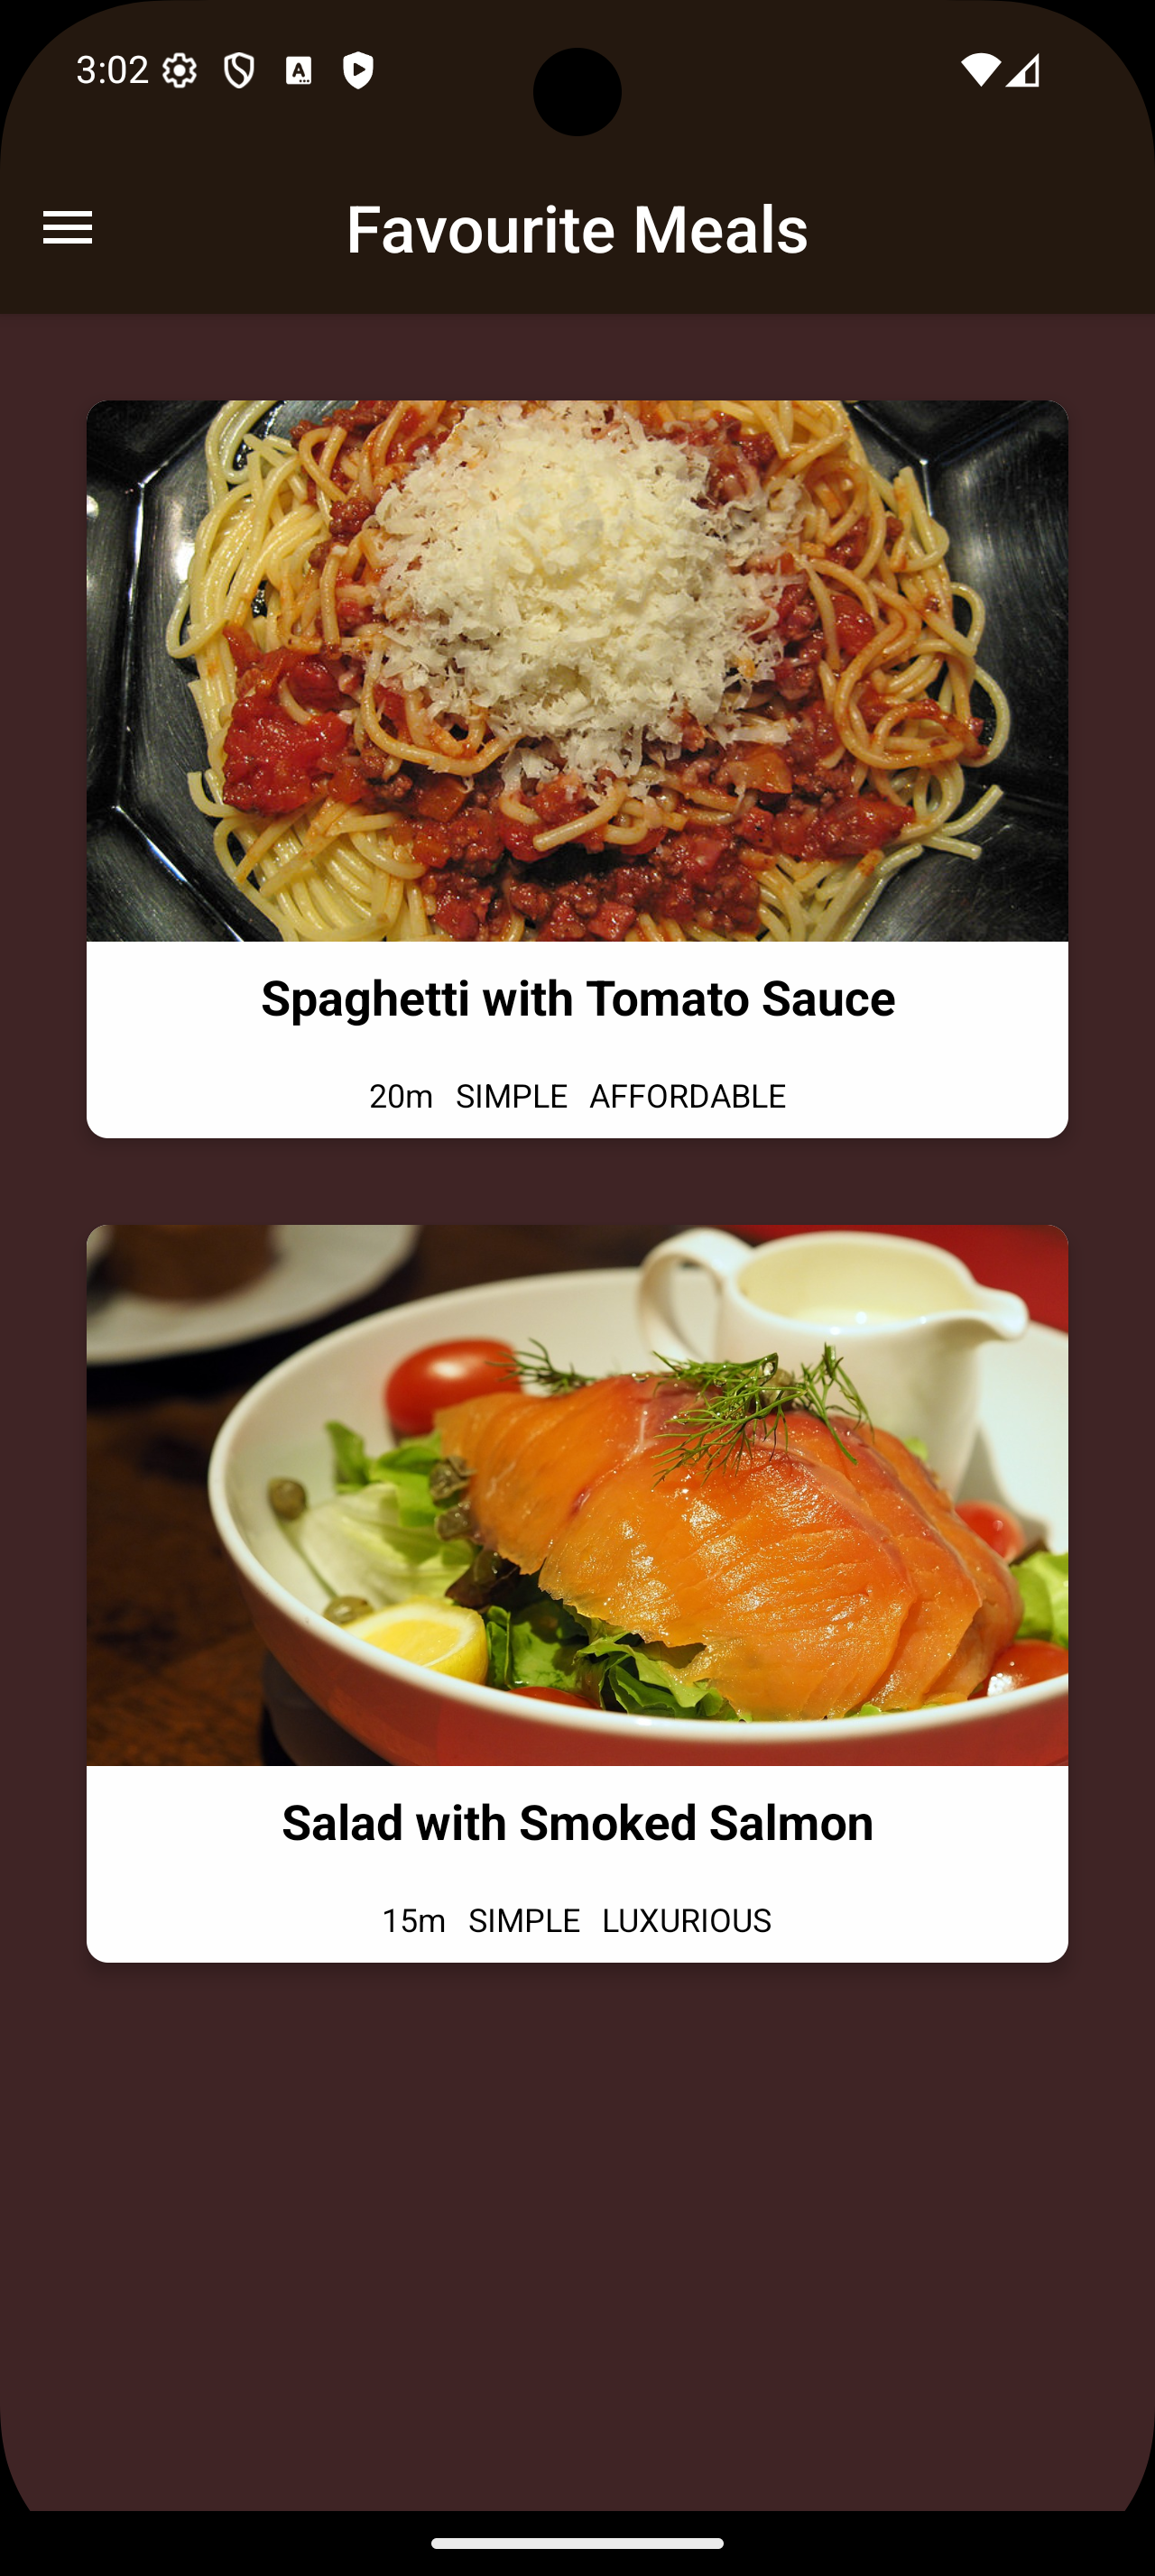 3:02
Favourite Meals
Spaghetti with Tomato Sauce
20m SIMPLE AFFORDABLE
Salad with Smoked Salmon
15m SIMPLE LUXURIOUS